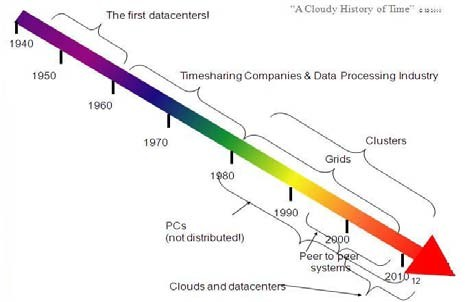 "A Cloudy History of Time"
The first datacenters!
1940
1950
Timesharing Companies & Data Processing Industry
1960
1970
Clusters
Grids
1980
1990
PCs
(not distributed!)
2000
Peer to peer
systems
2010
12
Clouds and datacenters